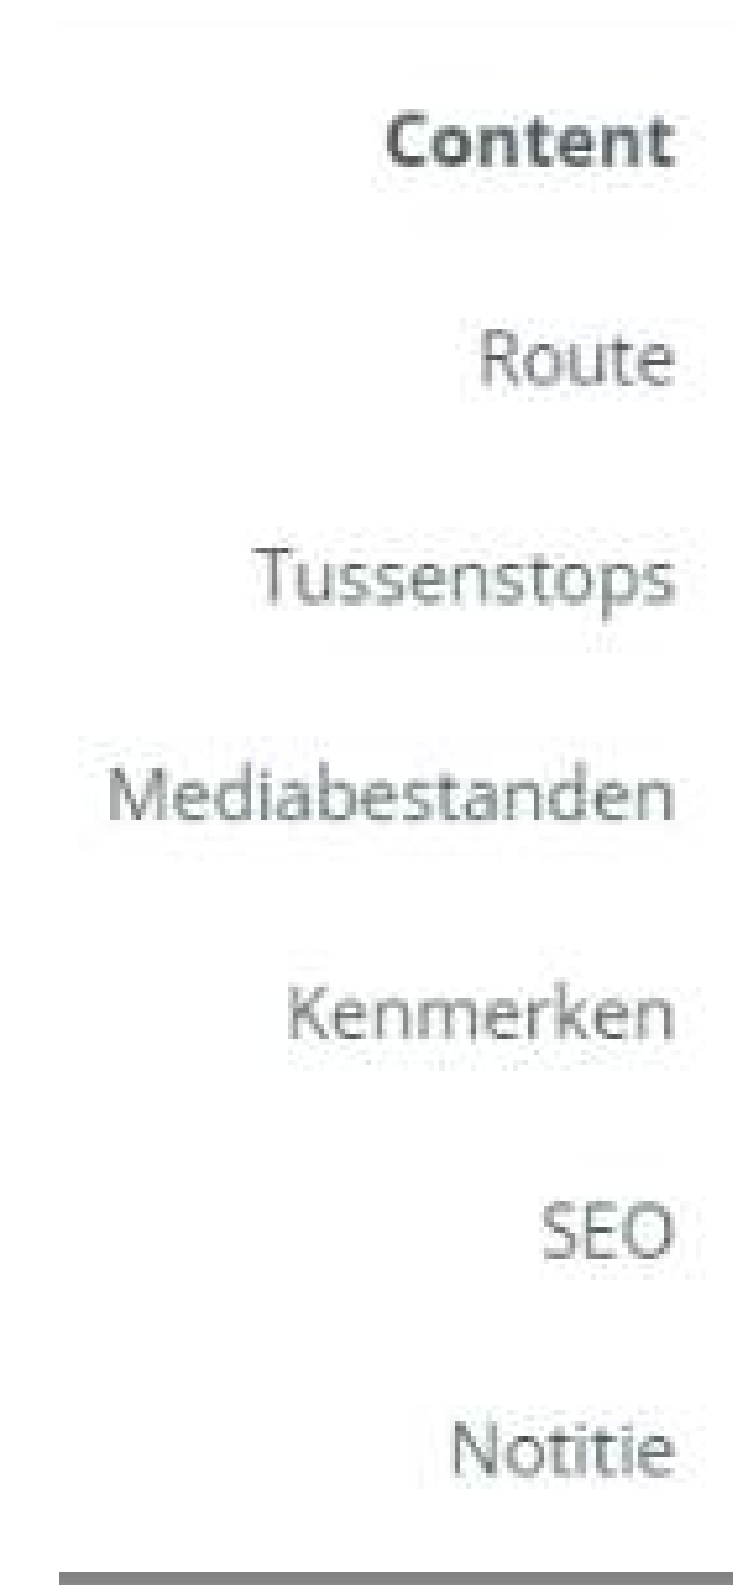 Content
Route
Tussenstops
Mediabestanden
Kenmerken
SEO
Notitie